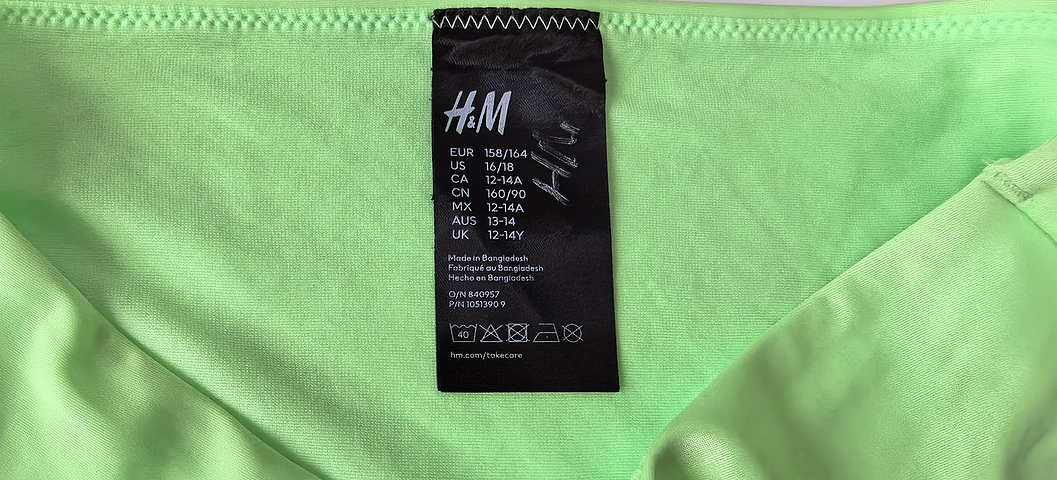 H&M
EUR 158/164
US 16/18
CA 12-14A
CN 160/90
MX 12-14A
AUS 13-14
UK 12-14Y
Made in Bangladesh
Fabriqué au Bangladesh
Hecho en Bangladesh
O/N 840957
P/N 1051390 9
40
hm.com/takecare